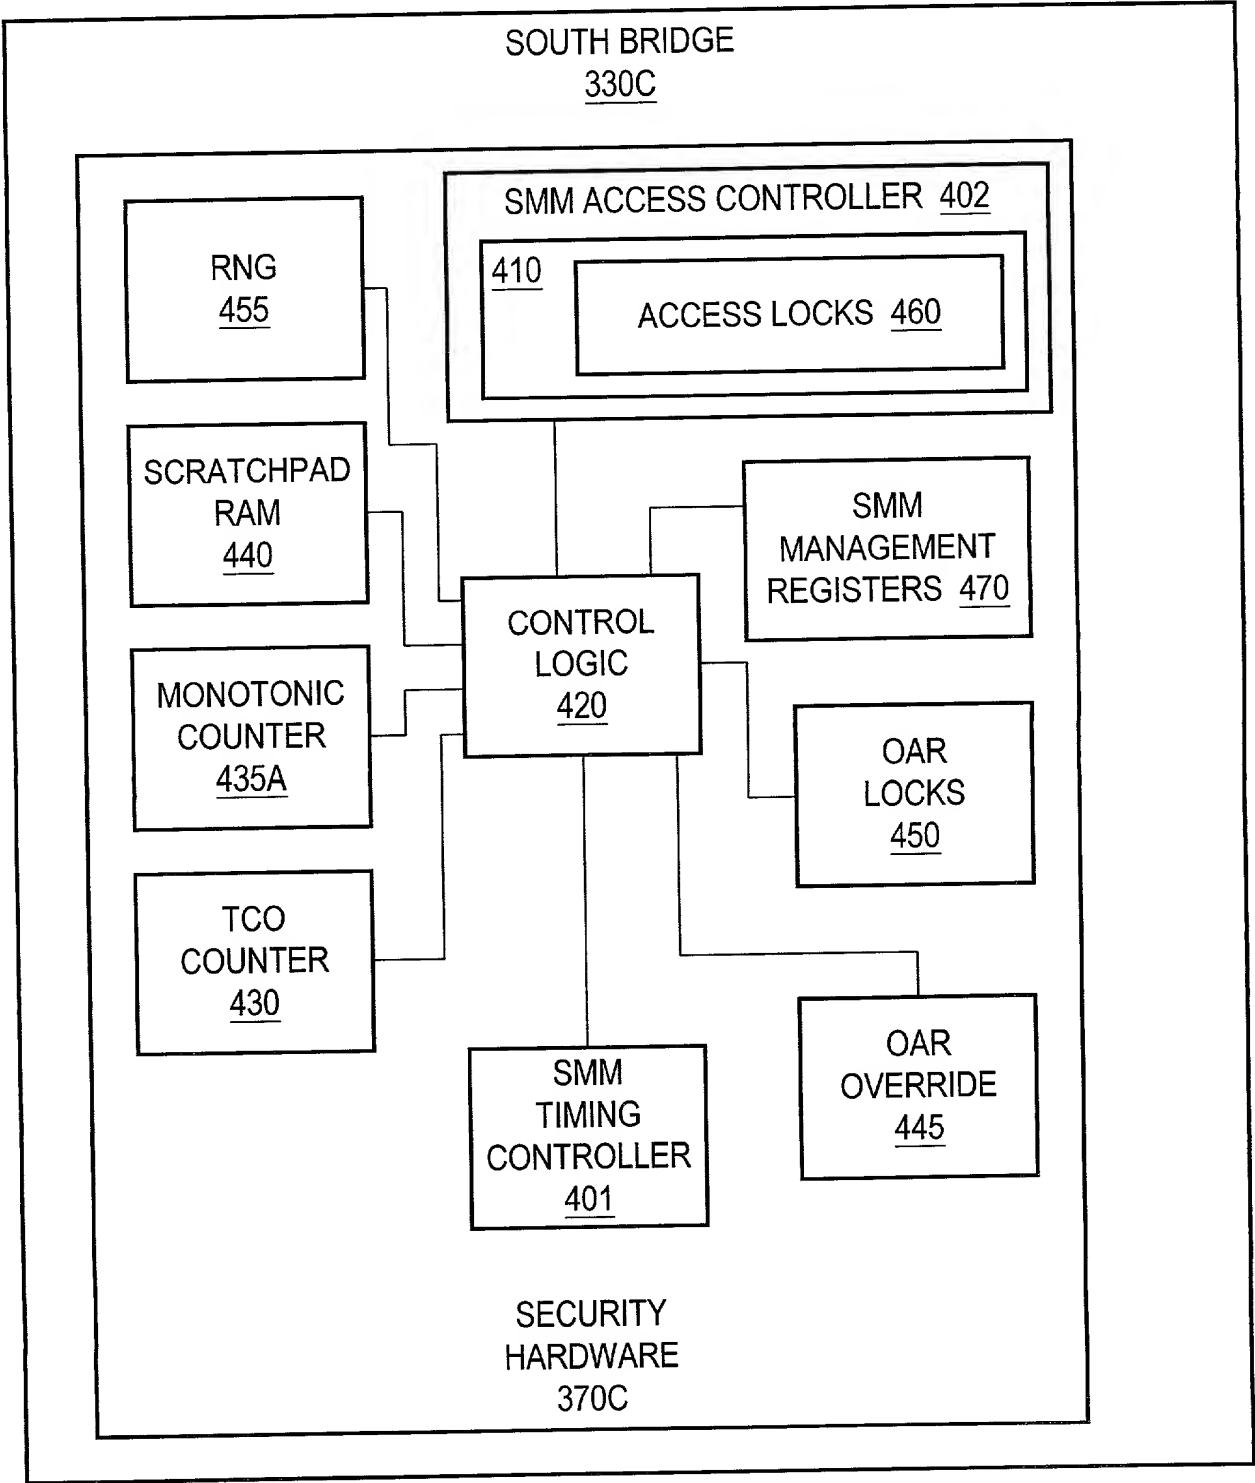 SOUTH BRIDGE
330C
SMM ACCESS CONTROLLER 402
410
ACCESS LOCKS 460
RNG
455
SCRATCHPAD
RAM
440
SMM
MANAGEMENT
REGISTERS 470
CONTROL
LOGIC
420
MONOTONIC
COUNTER
435A
OAR
LOCKS
450
TCO
COUNTER
430
OAR
OVERRIDE
445
SMM
TIMING
CONTROLLER
401
SECURITY
HARDWARE
370C